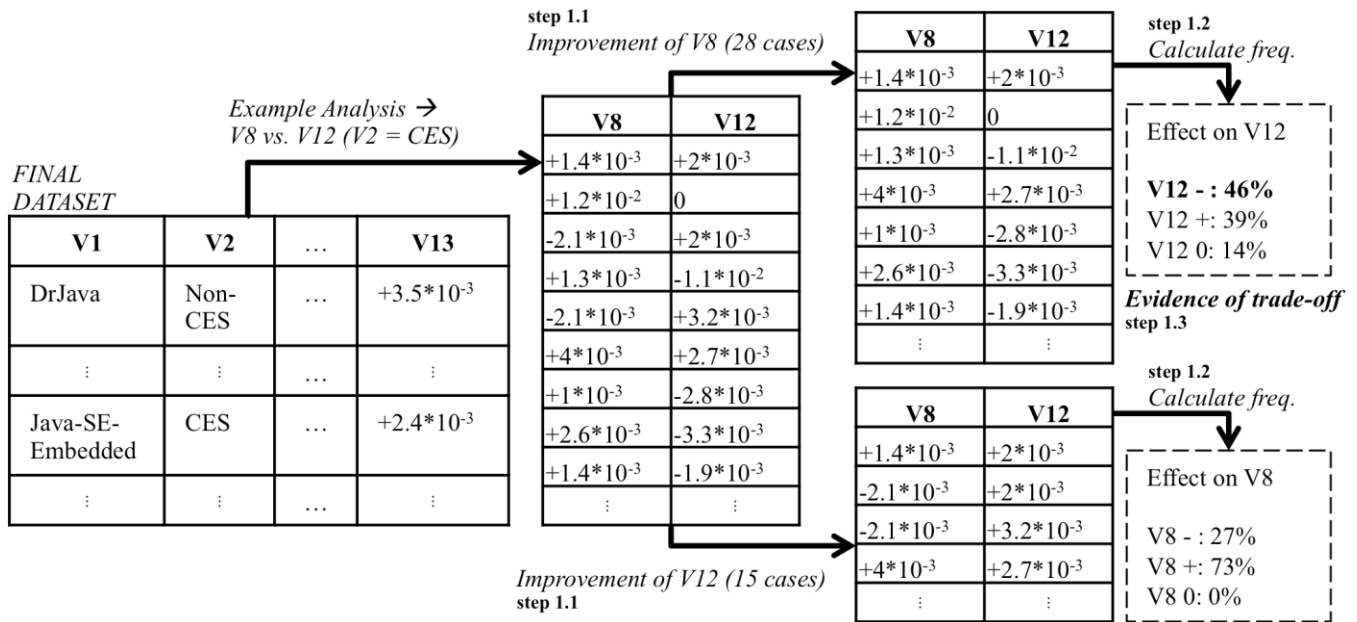 step 1.1
Improvement of V8 (28 cases)
Example Analysis →
V8 vs. V12 (V2 = CES)
FINAL
DATASET
V1 V2 … V13
DrJava Non-CES … +3.5*10⁻³
⋮ ⋮ … ⋮
Java-SE-Embedded CES … +2.4*10⁻³
⋮ ⋮ … ⋮
V8 V12
+1.4*10⁻³ +2*10⁻³
+1.2*10⁻² 0
-2.1*10⁻³ +2*10⁻³
+1.3*10⁻³ -1.1*10⁻²
-2.1*10⁻³ +3.2*10⁻³
+4*10⁻³ +2.7*10⁻³
+1*10⁻³ -2.8*10⁻³
+2.6*10⁻³ -3.3*10⁻³
+1.4*10⁻³ -1.9*10⁻³
⋮ ⋮
Improvement of V12 (15 cases)
step 1.1
V8 V12
+1.4*10⁻³ +2*10⁻³
+1.2*10⁻² 0
+1.3*10⁻³ -1.1*10⁻²
+4*10⁻³ +2.7*10⁻³
+1*10⁻³ -2.8*10⁻³
+2.6*10⁻³ -3.3*10⁻³
+1.4*10⁻³ -1.9*10⁻³
⋮ ⋮
step 1.2
Calculate freq.
Effect on V12
V12 - : 46%
V12 +: 39%
V12 0: 14%
Evidence of trade-off
step 1.3
V8 V12
+1.4*10⁻³ +2*10⁻³
-2.1*10⁻³ +2*10⁻³
-2.1*10⁻³ +3.2*10⁻³
+4*10⁻³ +2.7*10⁻³
⋮ ⋮
step 1.2
Calculate freq.
Effect on V8
V8 - : 27%
V8 +: 73%
V8 0: 0%